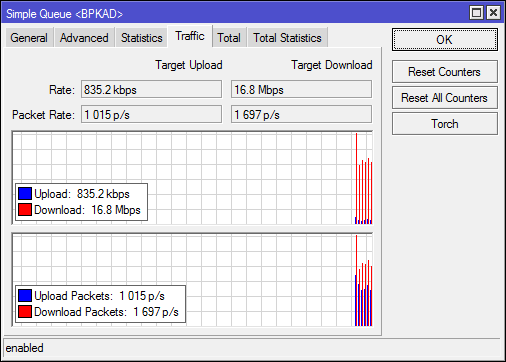 Simple Queue <BPKAD>
General Advanced Statistics Traffic Total Total Statistics
OK
Reset Counters
Reset All Counters
Torch
Target Upload Target Download
Rate: 835.2 kbps 16.8 Mbps
Packet Rate: 1 015 p/s 1 697 p/s
Upload: 835.2 kbps
Download: 16.8 Mbps
Upload Packets: 1 015 p/s
Download Packets: 1 697 p/s
enabled